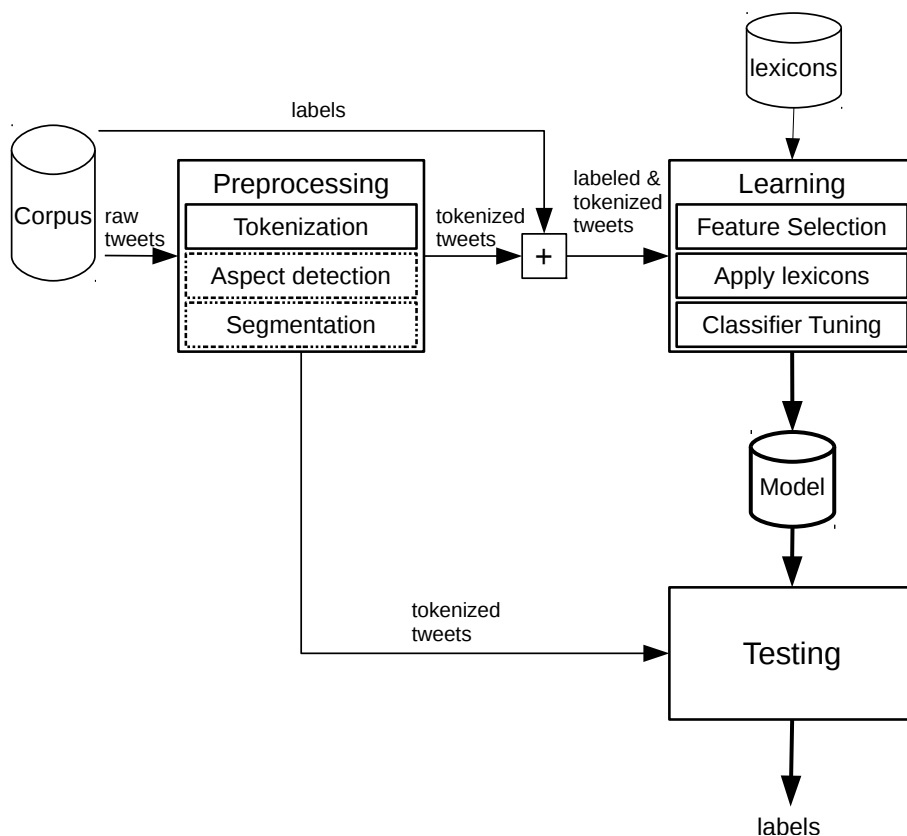 lexicons
labels
Corpus
raw
tweets
Preprocessing
Tokenization
Aspect detection
Segmentation
tokenized
tweets
+
labeled &
tokenized
tweets
Learning
Feature Selection
Apply lexicons
Classifier Tuning
Model
tokenized
tweets
Testing
labels